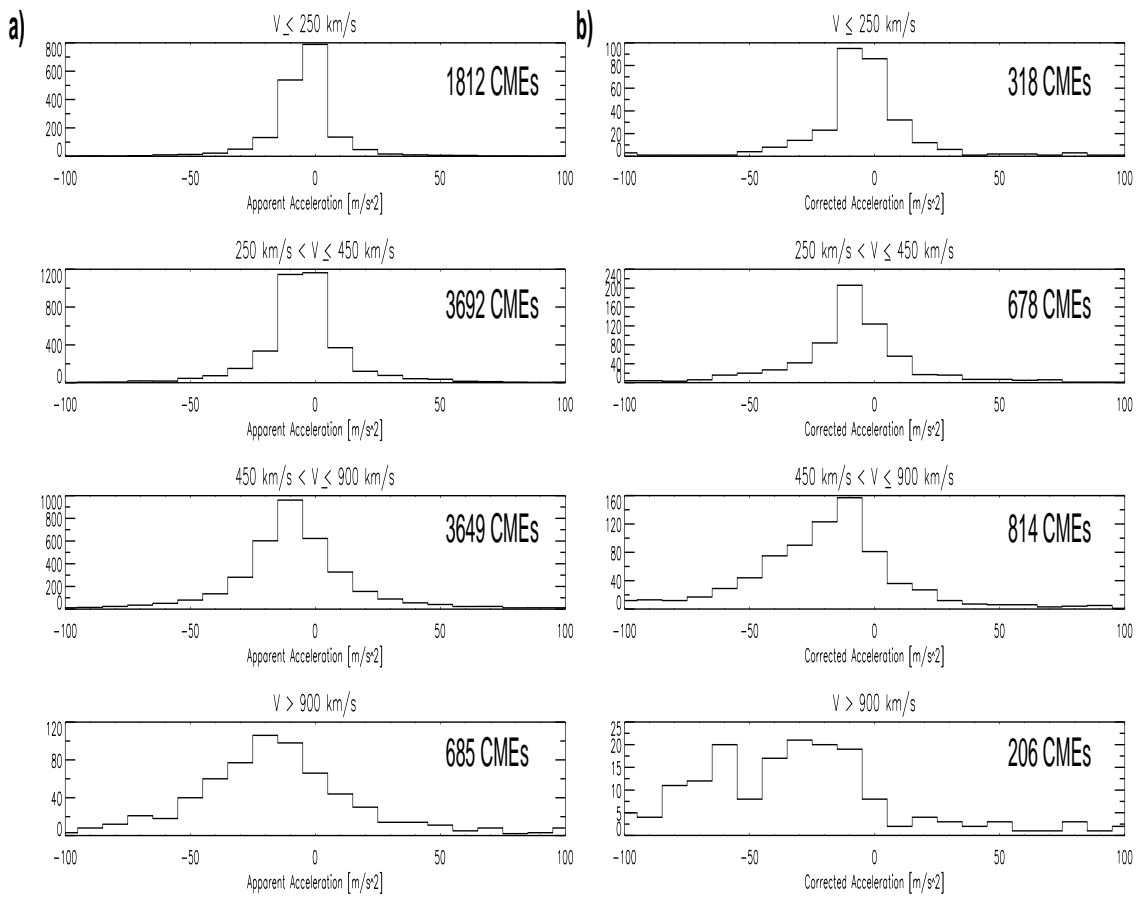 a)
V ≤ 250 km/s
1812 CMEs
800
600
400
200
0
-100 -50 0 50 100
Apparent Acceleration [m/s^2]
250 km/s < V ≤ 450 km/s
3692 CMEs
1200
800
400
0
-100 -50 0 50 100
Apparent Acceleration [m/s^2]
450 km/s < V ≤ 900 km/s
3649 CMEs
1000
800
600
400
200
0
-100 -50 0 50 100
Apparent Acceleration [m/s^2]
V > 900 km/s
685 CMEs
120
80
40
0
-100 -50 0 50 100
Apparent Acceleration [m/s^2]
b)
V ≤ 250 km/s
318 CMEs
100
80
60
40
20
0
-100 -50 0 50 100
Corrected Acceleration [m/s^2]
250 km/s < V ≤ 450 km/s
678 CMEs
240
200
160
120
80
40
0
-100 -50 0 50 100
Corrected Acceleration [m/s^2]
450 km/s < V ≤ 900 km/s
814 CMEs
160
120
80
40
0
-100 -50 0 50 100
Corrected Acceleration [m/s^2]
V > 900 km/s
206 CMEs
25
20
15
10
5
0
-100 -50 0 50 100
Corrected Acceleration [m/s^2]